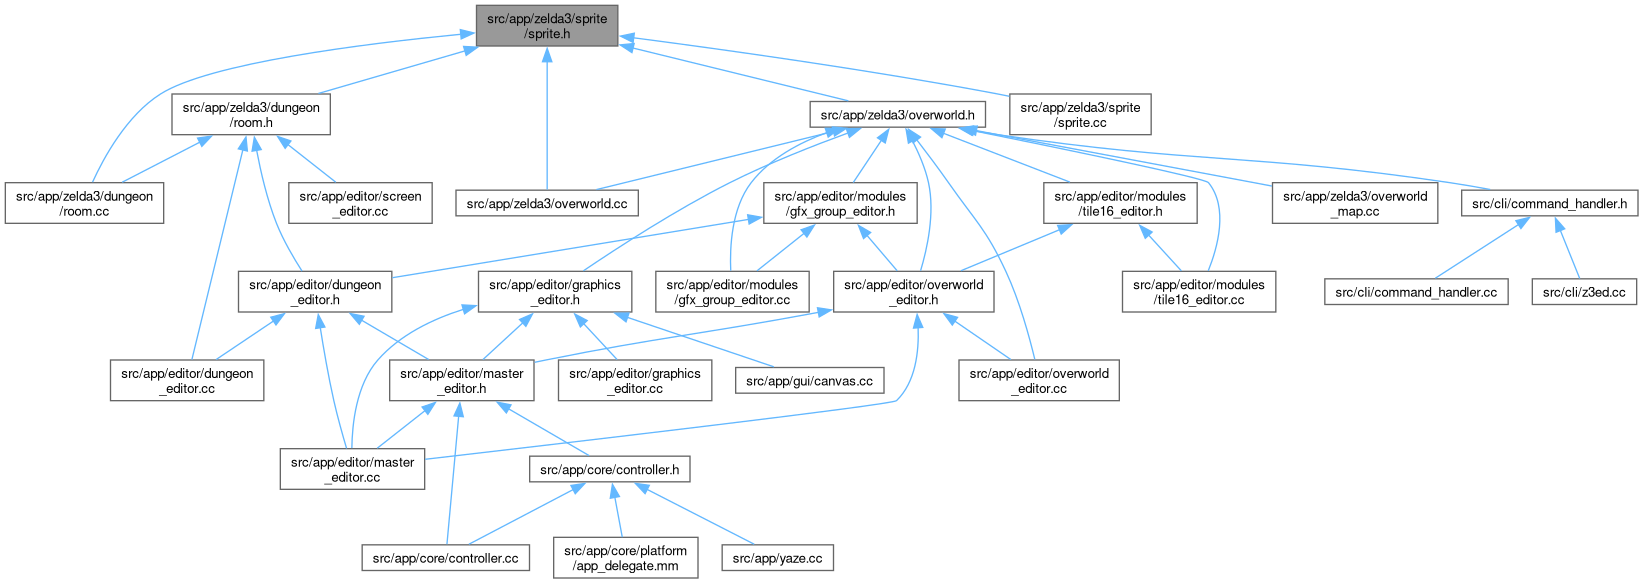 src/app/zelda3/sprite
/sprite.h
src/app/zelda3/dungeon
/room.h
src/app/zelda3/overworld.h
src/app/zelda3/sprite
/sprite.cc
src/app/zelda3/dungeon
/room.cc
src/app/editor/screen
_editor.cc
src/app/zelda3/overworld.cc
src/app/editor/modules
/gfx_group_editor.h
src/app/editor/modules
/tile16_editor.h
src/app/zelda3/overworld
_map.cc
src/cli/command_handler.h
src/app/editor/dungeon
_editor.h
src/app/editor/graphics
_editor.h
src/app/editor/modules
/gfx_group_editor.cc
src/app/editor/overworld
_editor.h
src/app/editor/modules
/tile16_editor.cc
src/cli/command_handler.cc
src/cli/z3ed.cc
src/app/editor/dungeon
_editor.cc
src/app/editor/master
_editor.h
src/app/editor/graphics
_editor.cc
src/app/gui/canvas.cc
src/app/editor/overworld
_editor.cc
src/app/editor/master
_editor.cc
src/app/core/controller.h
src/app/core/controller.cc
src/app/core/platform
/app_delegate.mm
src/app/yaze.cc